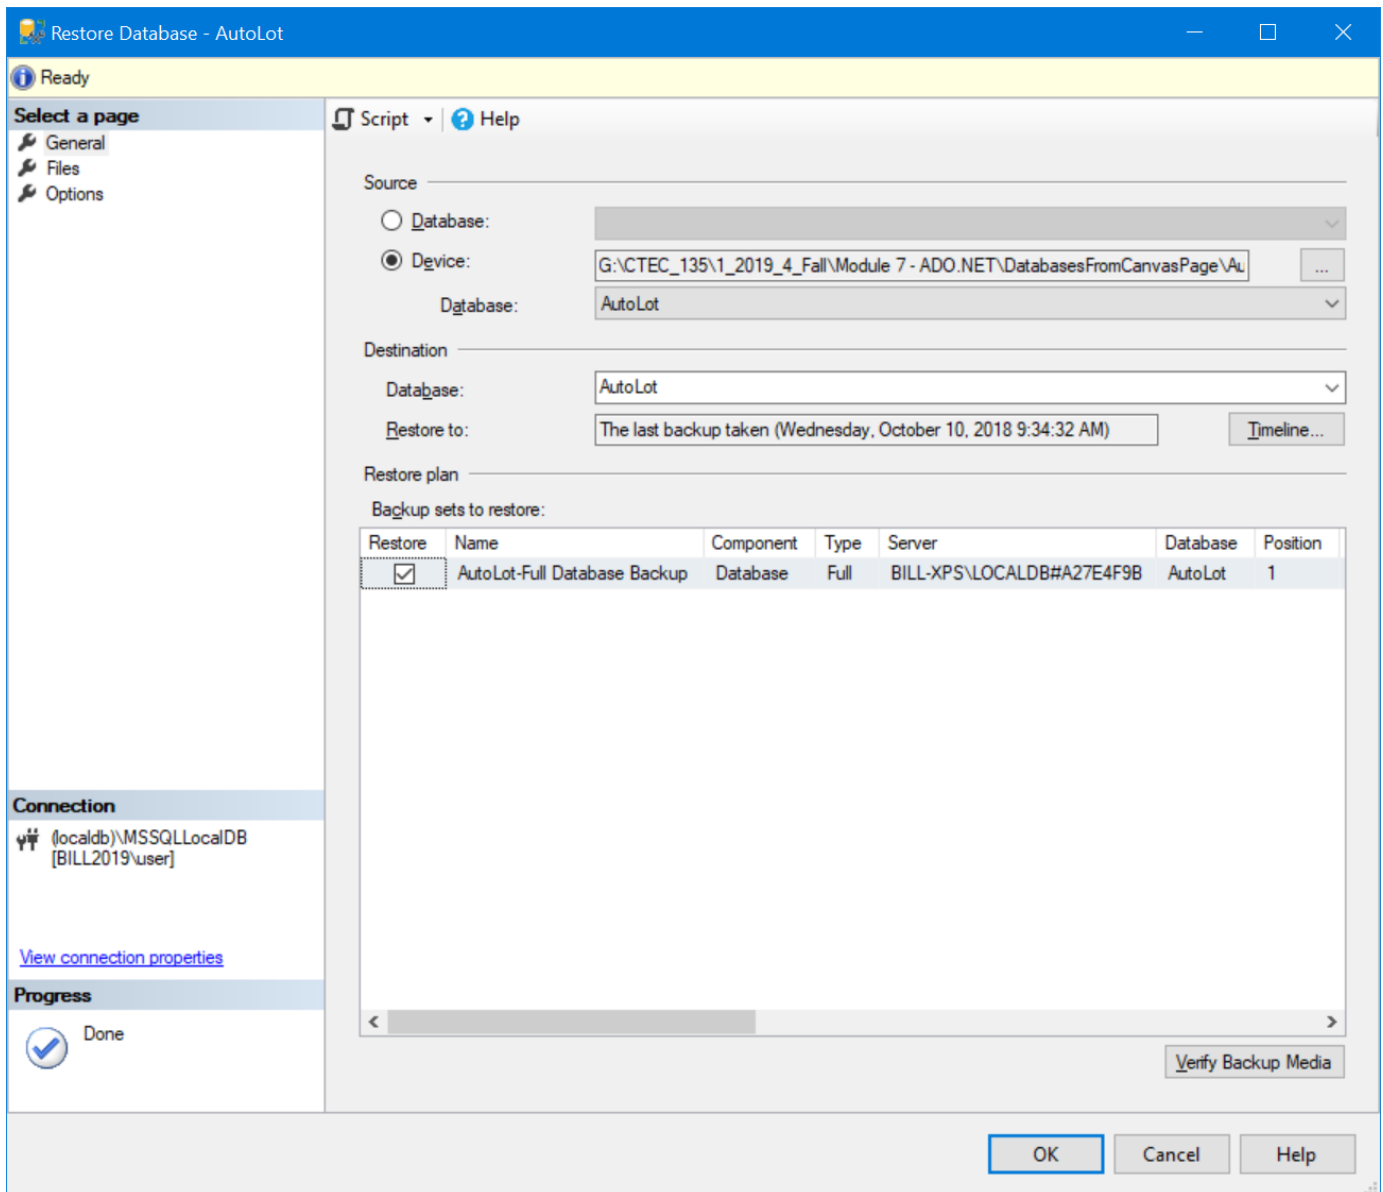 Restore Database - AutoLot
Ready
Select a page
General
Files
Options
Script
Help
Source
Database:
Device:
G:\CTEC_135\1_2019_4_Fall\Module 7 - ADO.NET\DatabasesFromCanvasPage\Au
...
Database:
AutoLot
Destination
Database:
AutoLot
Restore to:
The last backup taken (Wednesday, October 10, 2018 9:34:32 AM)
Timeline...
Restore plan
Backup sets to restore:
Restore Name Component Type Server Database Position
AutoLot-Full Database Backup Database Full BILL-XPS\LOCALDB#A27E4F9B AutoLot 1
Connection
(localdb)\MSSQLLocalDB
[BILL2019\user]
View connection properties
Progress
Done
Verify Backup Media
OK Cancel Help